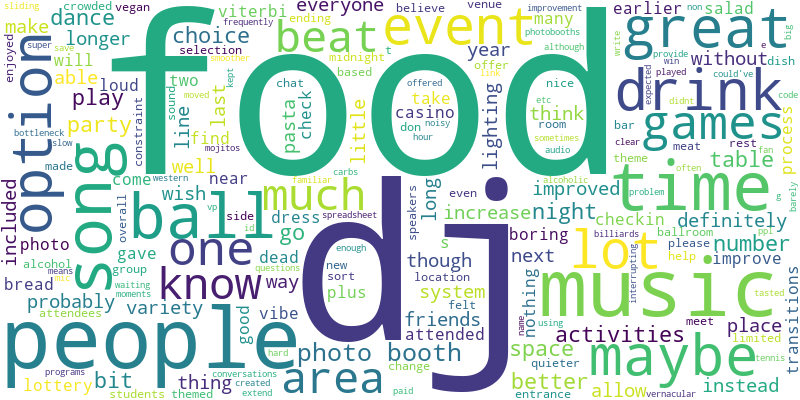 food
dj
people
music
time
song
ball
drink
great
games
maybe
event
beat
option
know
one
much
lot
area
dance
choice
viterbi
everyone
believe
venue
earlier
salad
sliding
crowded
vegan
frequently
photobooths
improvement
non
big
make
longer
ending
midnight
year
many
although
super
save
smoother
offered
kept
link
write
win
provide
dish
enjoyed
will
able
loud
two
selection
based
offer
nice
without
e
t
play
last
moved
chat
etc
think
expected
played
could've
party
constraint
line
sound
pasta
check
casino
take
lighting
room
didnt
code
process
bottleneck
slow
find
little
don
noisy
hour
bar
clear
rest
fan
made
mojitos
audio
sometimes
theme
meat
often
table
well
carbs
come
western
wish
near
familiar
long
alcoholic
improved
problem
g
barely
included
photo
overall
vp
side
dress
spreadsheet
speakers
even
increase
night
checkin
ballroom
definitely
number
gave
id
go
s
boring
billiards
please
help
improve
ppl
alcohol
means
mic
group
waiting
dead
enough
new
though
system
next
nothing
interrupting
transitions
bread
variety
vibe
questions
way
sort
location
felt
friends
activities
meet
place
probably
attendees
moments
good
plus
attended
name
space
quieter
limited
tasted
bit
photo booth
change
better
using
allow
instead
tennis
lottery
thing
programs
students
themed
hard
conversations
created
extend
paid
entrance
vernacular